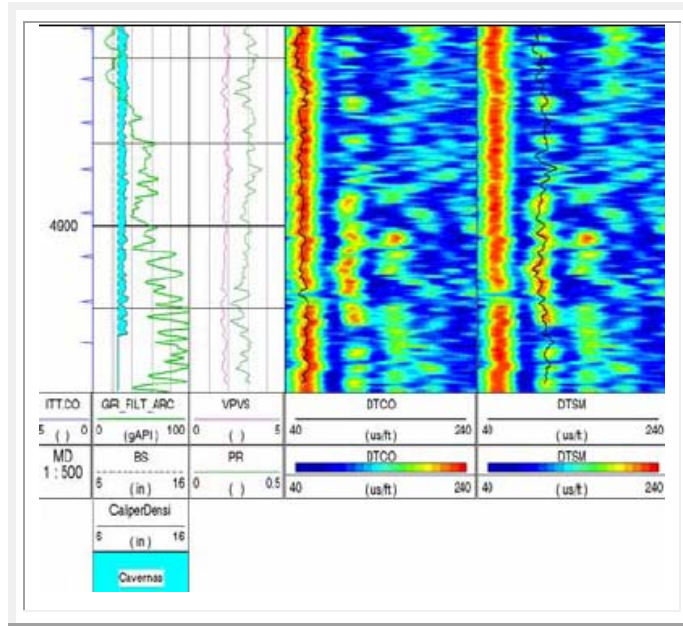 4900
ITT.CO GR_FILT_ARC VPVS DTCO DTSM
5 ( ) 0 0 (gAPI) 100 0 ( ) 5 40 (us/ft) 240 40 (us/ft) 240
MD BS PR DTCO DTSM
1 : 500 6 (in) 16 0 ( ) 0.5 40 (us/ft) 240 40 (us/ft) 240
CaliperDensi
6 (in) 16
Cavernas